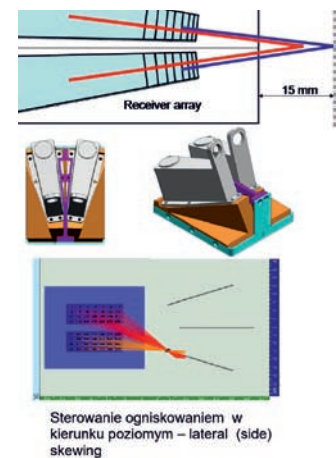 Receiver array
15 mm
Sterowanie ogniskowaniem w
kierunku poziomym – lateral (side)
skewing